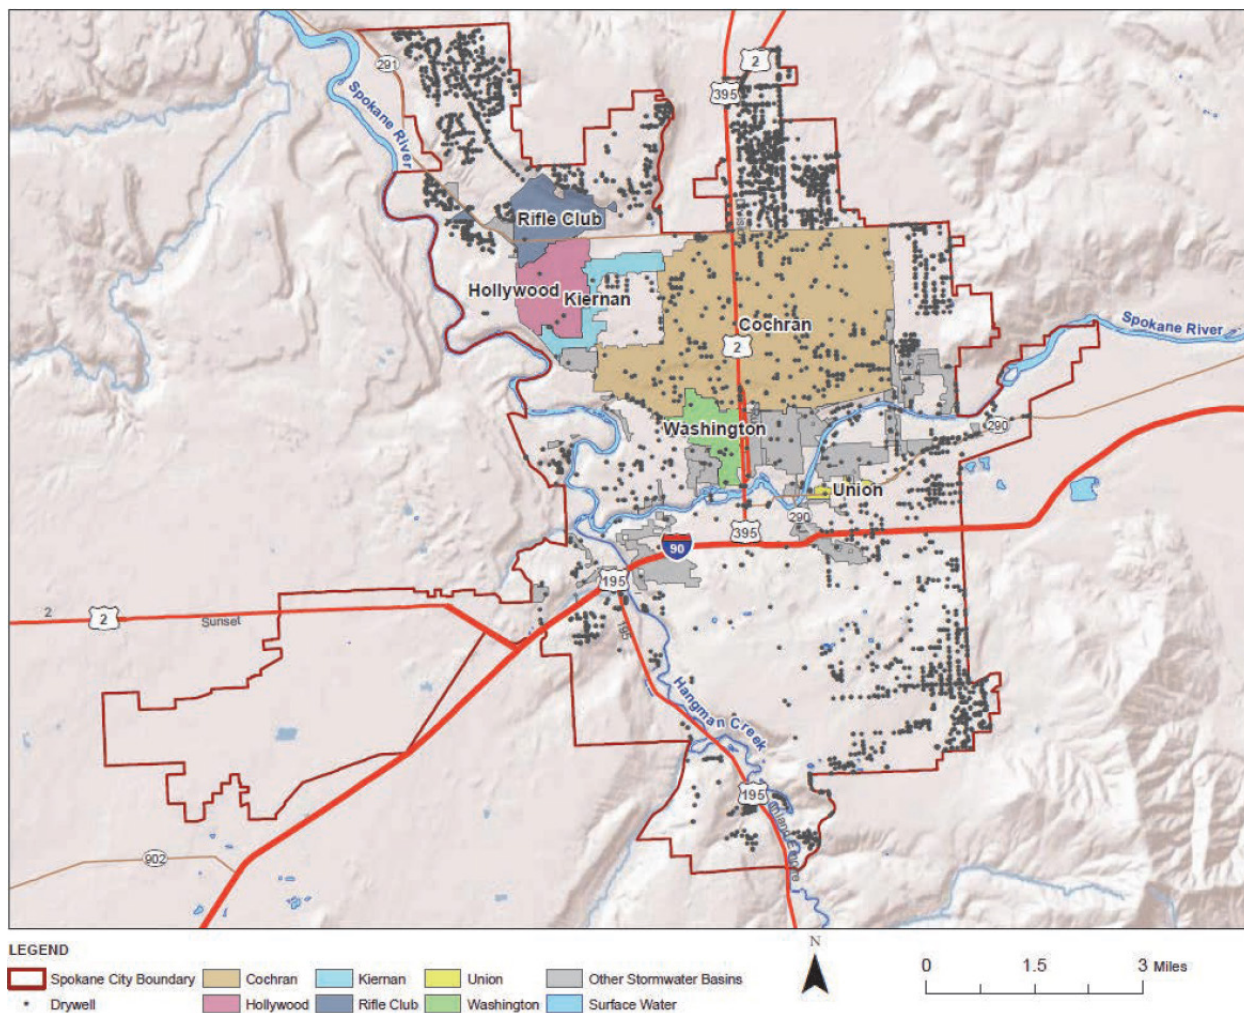 2
291
395
Spokane
River
Rifle Club
Hollywood
Kiernan
Cochran
Spokane River
2
Washington
290
Union
290
395
90
195
2
2
Sunset
195
Hangman Creek
195
902
LEGEND
Spokane City Boundary
Cochran
Kiernan
Union
Other Stormwater Basins
Drywell
Hollywood
Rifle Club
Washington
Surface Water
N
0 1.5 3 Miles